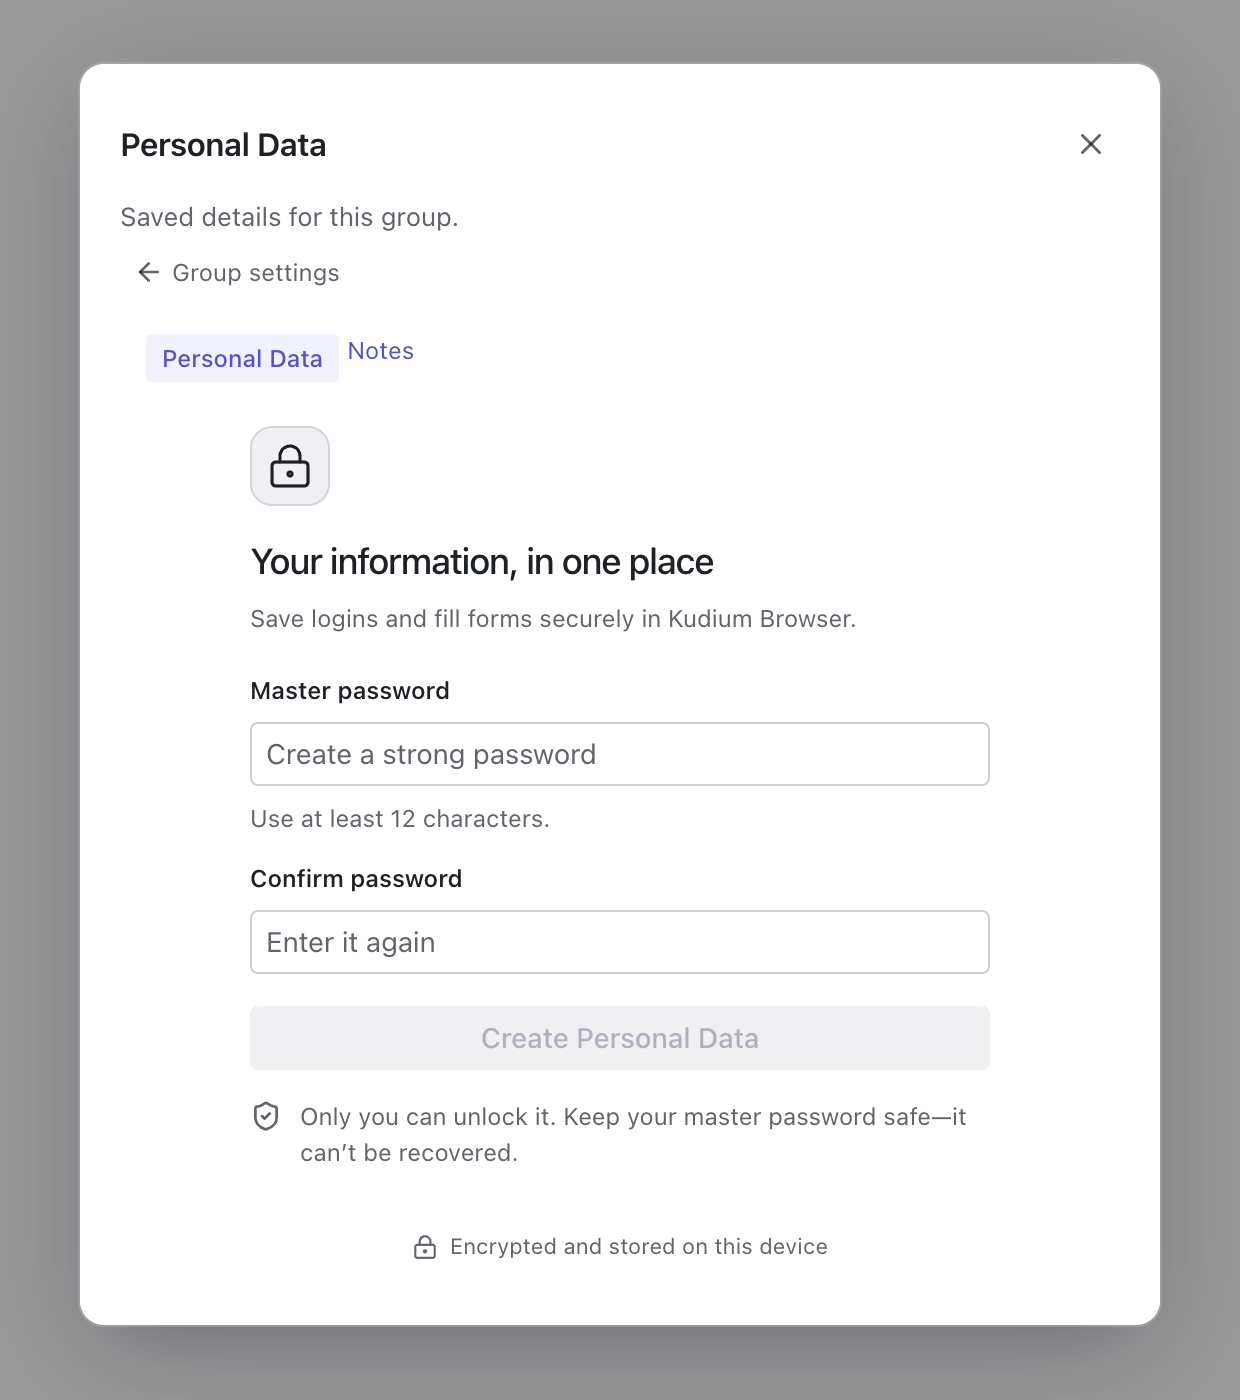 Personal Data
Saved details for this group.
Group settings
Personal Data
Notes
Your information, in one place
Save logins and fill forms securely in Kudium Browser.
Master password
Create a strong password
Use at least 12 characters.
Confirm password
Enter it again
Create Personal Data
Only you can unlock it. Keep your master password safe—it
can’t be recovered.
Encrypted and stored on this device